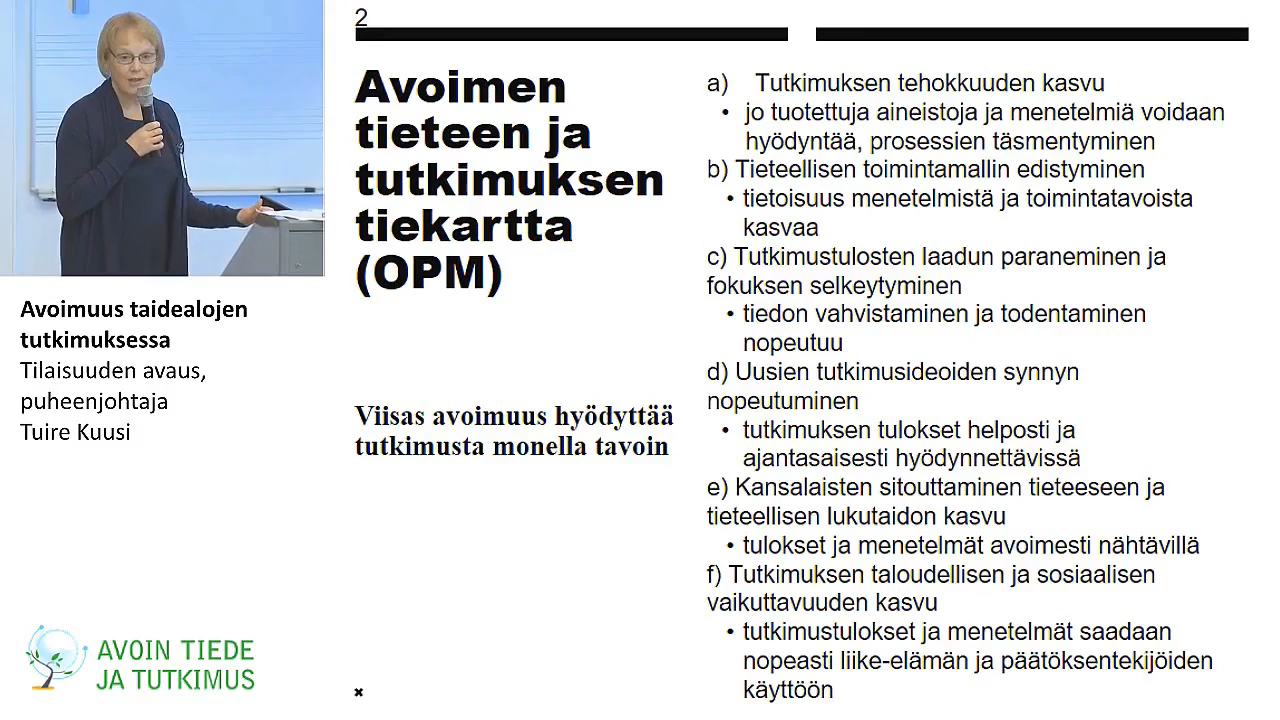 Avoimuus taidealojen
tutkimuksessa
Tilaisuuden avaus,
puheenjohtaja
Tuire Kuusi
AVOIN TIEDE
JA TUTKIMUS
2
Avoimen
tieteen ja
tutkimuksen
tiekartta
(OPM)
Viisas avoimuus hyödyttää
tutkimusta monella tavoin
a) Tutkimuksen tehokkuuden kasvu
• jo tuotettuja aineistoja ja menetelmiä voidaan
hyödyntää, prosessien täsmentyminen
b) Tieteellisen toimintamallin edistyminen
• tietoisuus menetelmistä ja toimintatavoista
kasvaa
c) Tutkimustulosten laadun paraneminen ja
fokuksen selkeytyminen
• tiedon vahvistaminen ja todentaminen
nopeutuu
d) Uusien tutkimusideoiden synnyn
nopeutuminen
• tutkimuksen tulokset helposti ja
ajantasaisesti hyödynnettävissä
e) Kansalaisten sitouttaminen tieteeseen ja
tieteellisen lukutaidon kasvu
• tulokset ja menetelmät avoimesti nähtävillä
f) Tutkimuksen taloudellisen ja sosiaalisen
vaikuttavuuden kasvu
• tutkimustulokset ja menetelmät saadaan
nopeasti liike-elämän ja päätöksentekijöiden
käyttöön